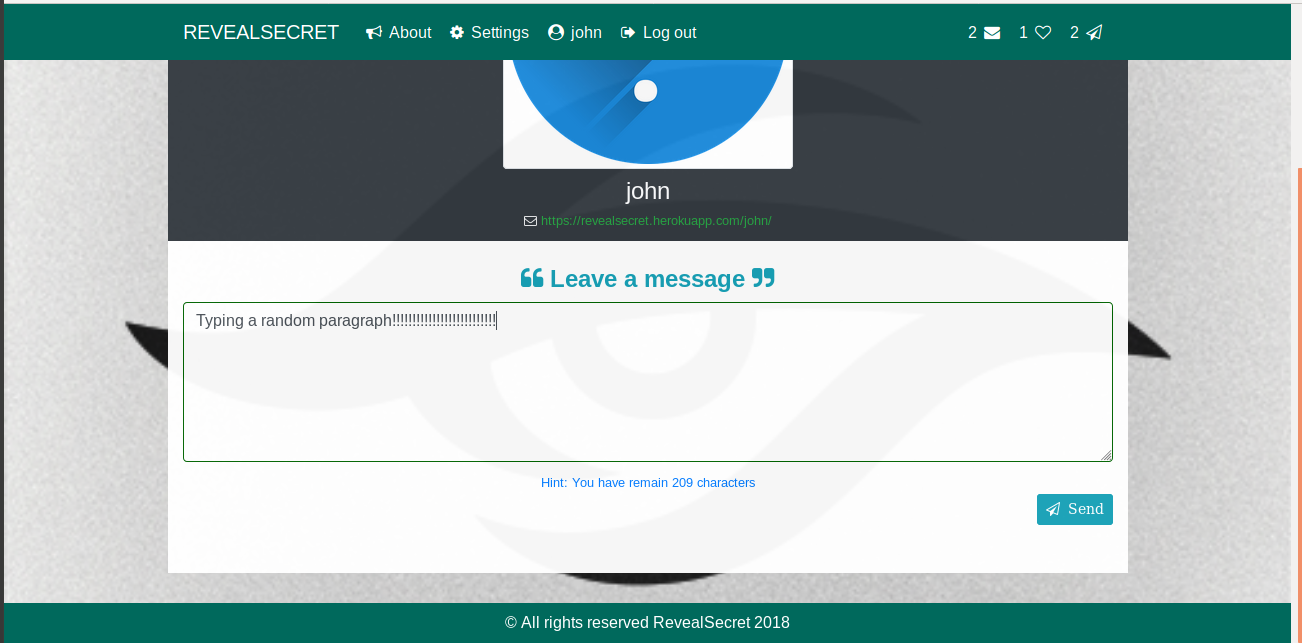 REVEALSECRET About Settings john Log out 2 1 2
john
https://revealsecret.herokuapp.com/john/
Leave a message
Typing a random paragraph!!!!!!!!!!!!!!!!!!!!!!!!!!
Hint: You have remain 209 characters
Send
© All rights reserved RevealSecret 2018